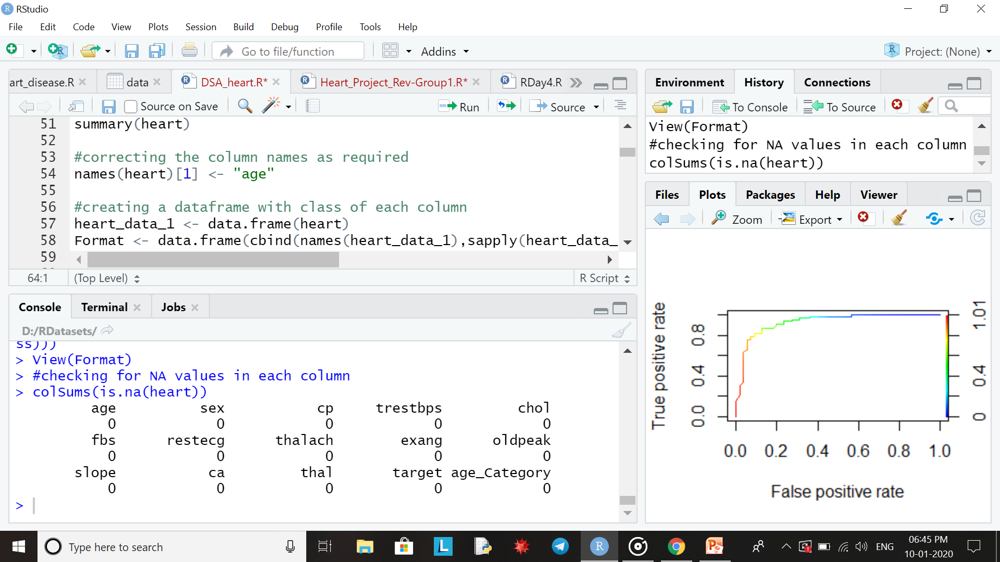 RStudio
File Edit Code View Plots Session Build Debug Profile Tools Help
Go to file/function Addins Project: (None)
art_disease.R data DSA_heart.R* Heart_Project_Rev-Group1.R* RDay4.R
Source on Save Run Source
51 summary(heart)
52
53 #correcting the column names as required
54 names(heart)[1] <- "age"
55
56 #creating a dataframe with class of each column
57 heart_data_1 <- data.frame(heart)
58 Format <- data.frame(cbind(names(heart_data_1),sapply(heart_data_
59
64:1 (Top Level) R Script
Console Terminal Jobs
D:/RDatasets/
ss)))
> View(Format)
> #checking for NA values in each column
> colSums(is.na(heart))
age sex cp trestbps chol
0 0 0 0 0
fbs restecg thalach exang oldpeak
0 0 0 0 0
slope ca thal target age_Category
0 0 0 0 0
>
Environment History Connections
To Console To Source
View(Format)
#checking for NA values in each column
colSums(is.na(heart))
Files Plots Packages Help Viewer
Zoom Export
True positive rate
0.0 0.4 0.8
0 0.4 1.01
0.0 0.2 0.4 0.6 0.8 1.0
False positive rate
Type here to search
ENG
06:45 PM
10-01-2020